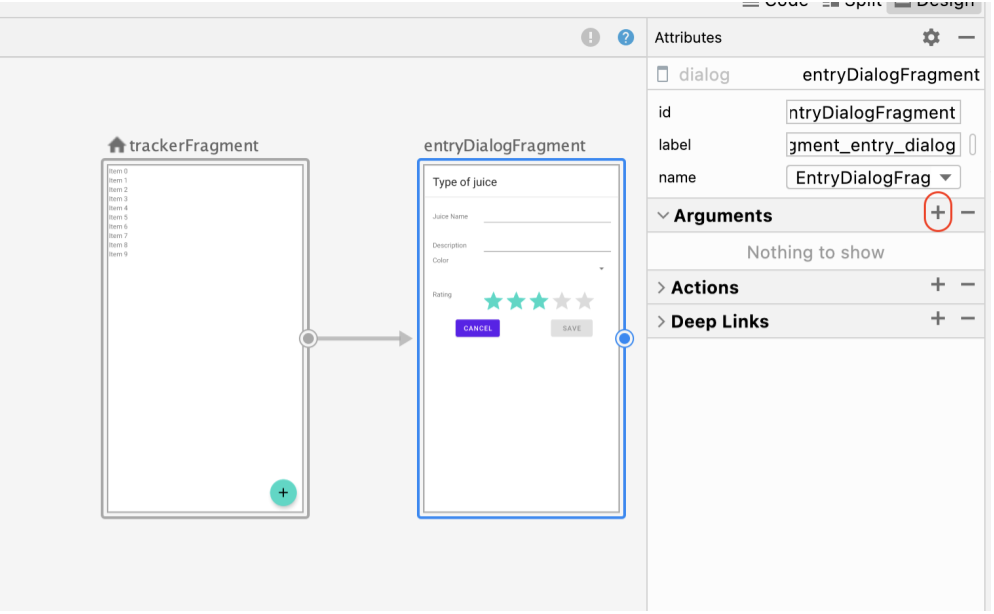 Code Split Design
Attributes
dialog entryDialogFragment
id ntryDialogFragment
label gment_entry_dialog
name EntryDialogFrag
Arguments
Nothing to show
Actions
Deep Links
trackerFragment
Item 0
Item 1
Item 2
Item 3
Item 4
Item 5
Item 6
Item 7
Item 8
Item 9
+
entryDialogFragment
Type of juice
Juice Name
Description
Color
Rating
CANCEL SAVE